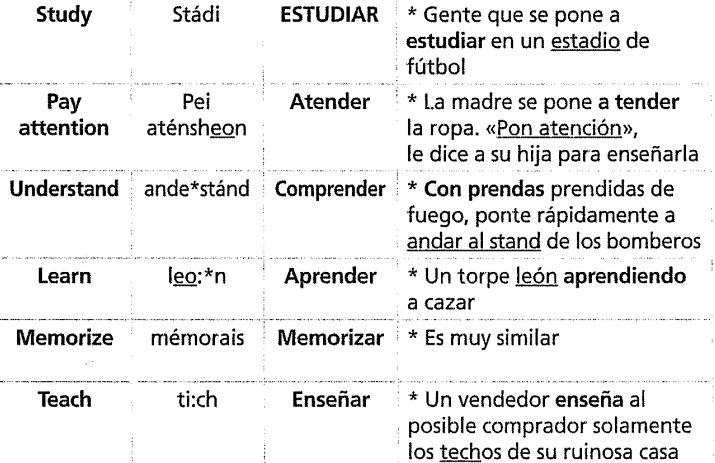 Study Stádi ESTUDIAR * Gente que se pone a
estudiar en un estadio de
fútbol
Pay Pei Atender * La madre se pone a tender
attention aténsheon la ropa. «Pon atención»,
le dice a su hija para enseñarla
Understand ande*stánd Comprender * Con prendas prendidas de
fuego, ponte rápidamente a
andar al stand de los bomberos
Learn leo:*n Aprender * Un torpe león aprendiendo
a cazar
Memorize mémorais Memorizar * Es muy similar
Teach ti:ch Enseñar * Un vendedor enseña al
posible comprador solamente
los techos de su ruinosa casa